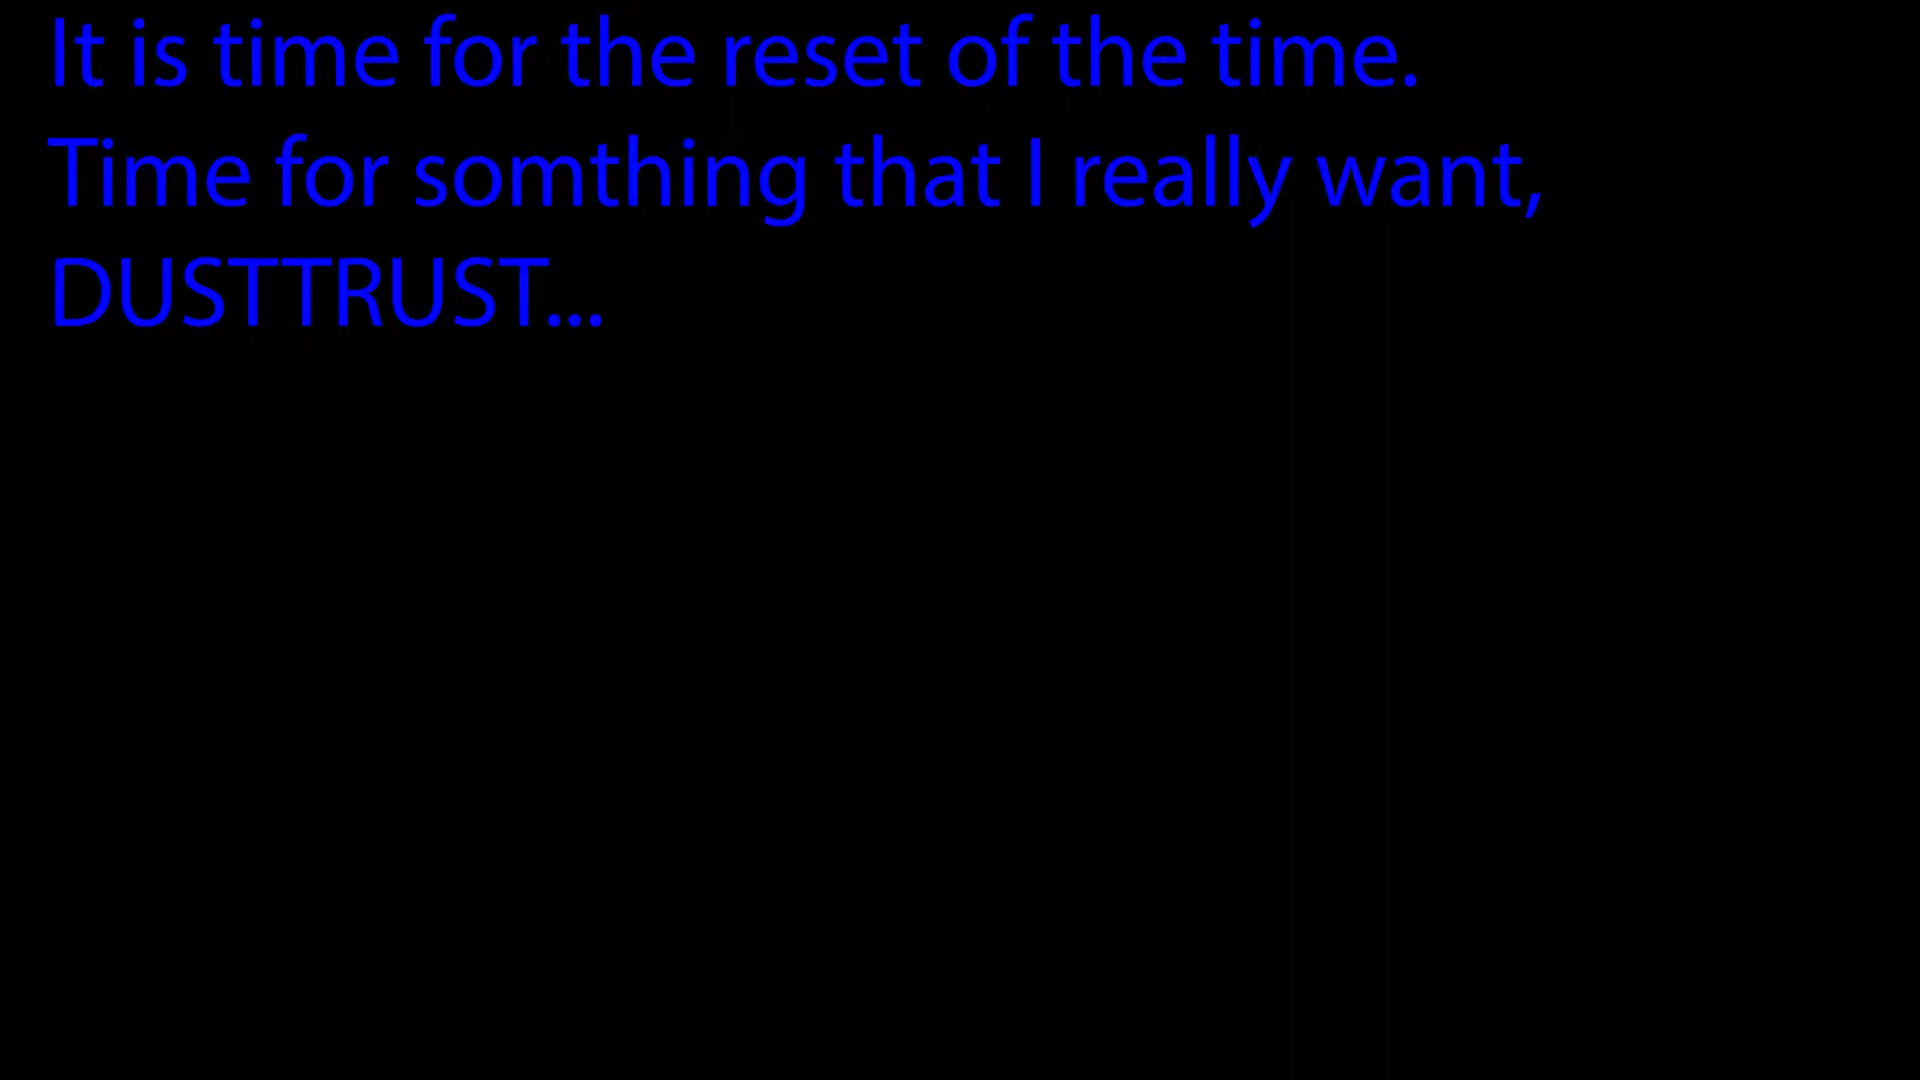 It is time for the reset of the time.
Time for somthing that I really want,
DUSTTRUST...